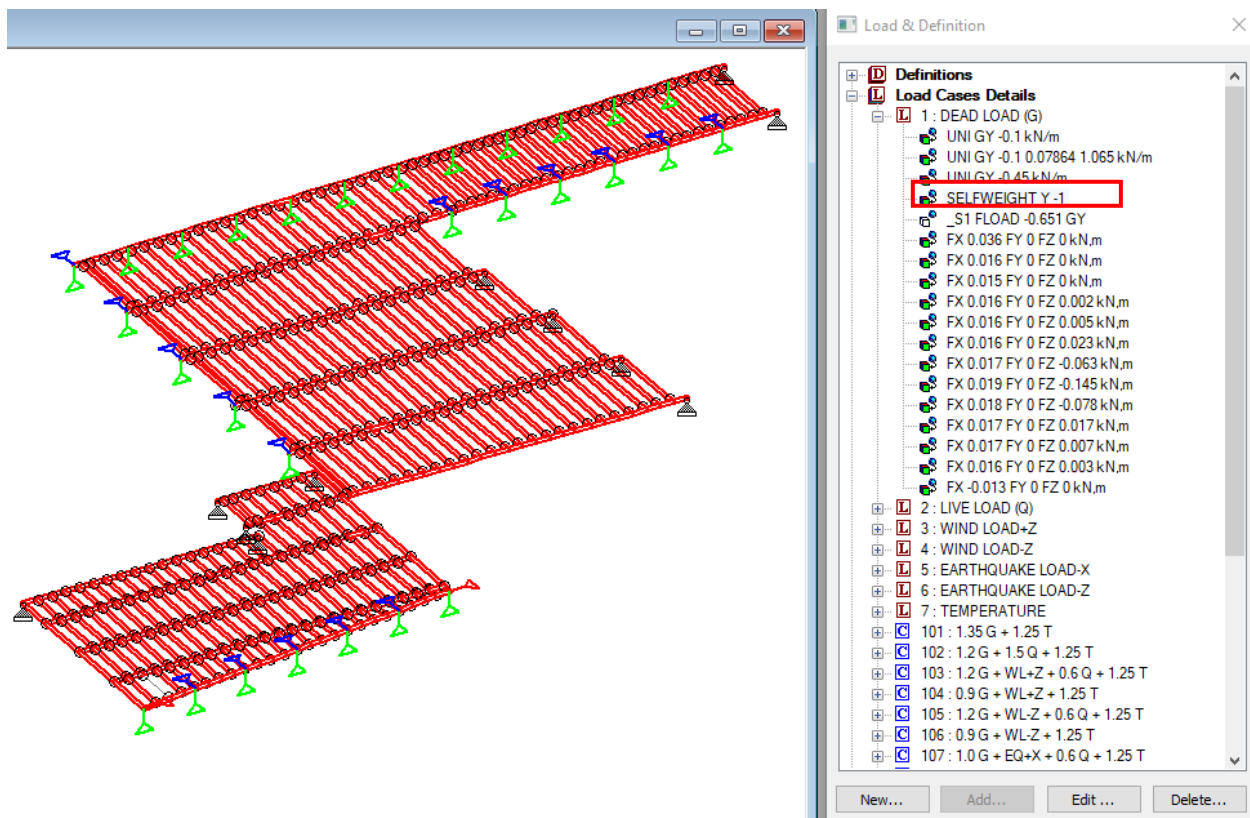 Load & Definition
Definitions
Load Cases Details
1 : DEAD LOAD (G)
UNI GY -0.1 kN/m
UNI GY -0.1 0.07864 1.065 kN/m
UNI GY -0.45 kN/m
SELFWEIGHT Y -1
_S1 FLOAD -0.651 GY
FX 0.036 FY 0 FZ 0 kN,m
FX 0.016 FY 0 FZ 0 kN,m
FX 0.015 FY 0 FZ 0 kN,m
FX 0.016 FY 0 FZ 0.002 kN,m
FX 0.016 FY 0 FZ 0.005 kN,m
FX 0.016 FY 0 FZ 0.023 kN,m
FX 0.017 FY 0 FZ -0.063 kN,m
FX 0.019 FY 0 FZ -0.145 kN,m
FX 0.018 FY 0 FZ -0.078 kN,m
FX 0.017 FY 0 FZ 0.017 kN,m
FX 0.017 FY 0 FZ 0.007 kN,m
FX 0.016 FY 0 FZ 0.003 kN,m
FX -0.013 FY 0 FZ 0 kN,m
2 : LIVE LOAD (Q)
3 : WIND LOAD+Z
4 : WIND LOAD-Z
5 : EARTHQUAKE LOAD-X
6 : EARTHQUAKE LOAD-Z
7 : TEMPERATURE
101 : 1.35 G + 1.25 T
102 : 1.2 G + 1.5 Q + 1.25 T
103 : 1.2 G + WL+Z + 0.6 Q + 1.25 T
104 : 0.9 G + WL+Z + 1.25 T
105 : 1.2 G + WL-Z + 0.6 Q + 1.25 T
106 : 0.9 G + WL-Z + 1.25 T
107 : 1.0 G + EQ+X + 0.6 Q + 1.25 T
New... Add... Edit ... Delete...